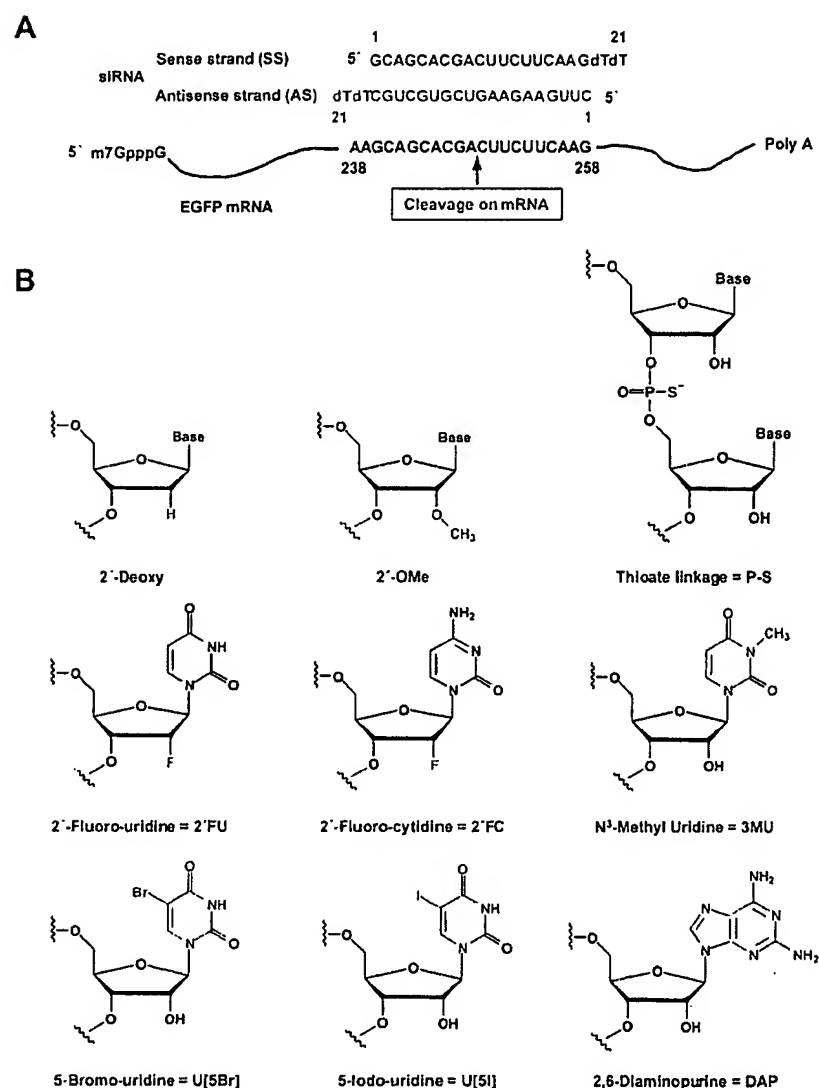 A
1 21
Sense strand (SS) 5´ GCAGCACGACUUCUUCAAGdTdT
siRNA
Antisense strand (AS) dTdTCGUCGUGCUGAAGAAGUUC 5´
21 1
5´ m7GpppG AAGCAGCACGACUUCUUCAAG Poly A
238 258
EGFP mRNA Cleavage on mRNA
B
O Base
O
O OH
O=P-S⁻
O Base O Base O Base
O O O
O H O O O OH
CH₃
2´-Deoxy 2´-OMe Thioate linkage = P-S
O NH₂ O
NH N N CH₃
O N O O N O O N O
O O O
O F O F O OH
2´-Fluoro-uridine = 2´FU 2´-Fluoro-cytidine = 2´FC N³-Methyl Uridine = 3MU
O O NH₂
Br NH I NH N N
O N O O N O O N N NH₂
O O O
O OH O OH O OH
5-Bromo-uridine = U[5Br] 5-Iodo-uridine = U[5I] 2,6-Diaminopurine = DAP